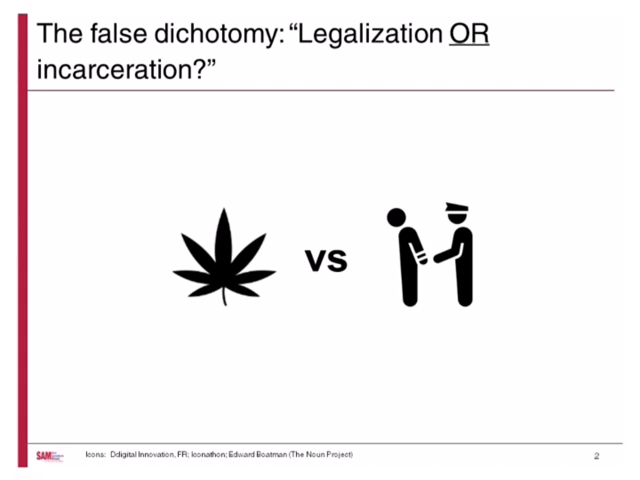 The false dichotomy: “Legalization OR
incarceration?”
vs
SAM
Icons: Ddigital Innovation, FR; Iconathon; Edward Boatman (The Noun Project)
2